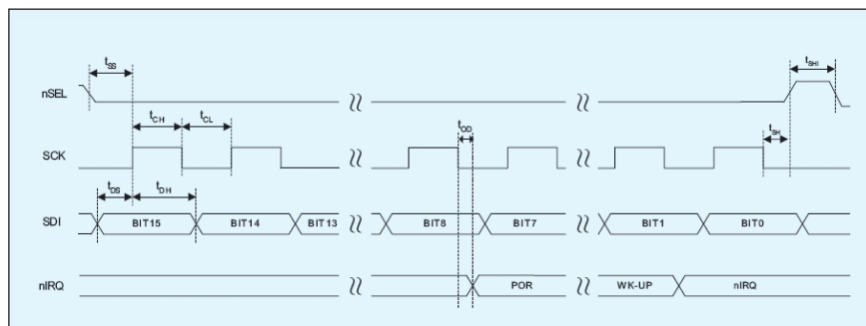 tSS
tSHI
nSEL
tCH
tCL
tOD
tSH
SCK
tDS
tDH
SDI
BIT15
BIT14
BIT13
BIT8
BIT7
BIT1
BIT0
nIRQ
POR
WK-UP
nIRQ